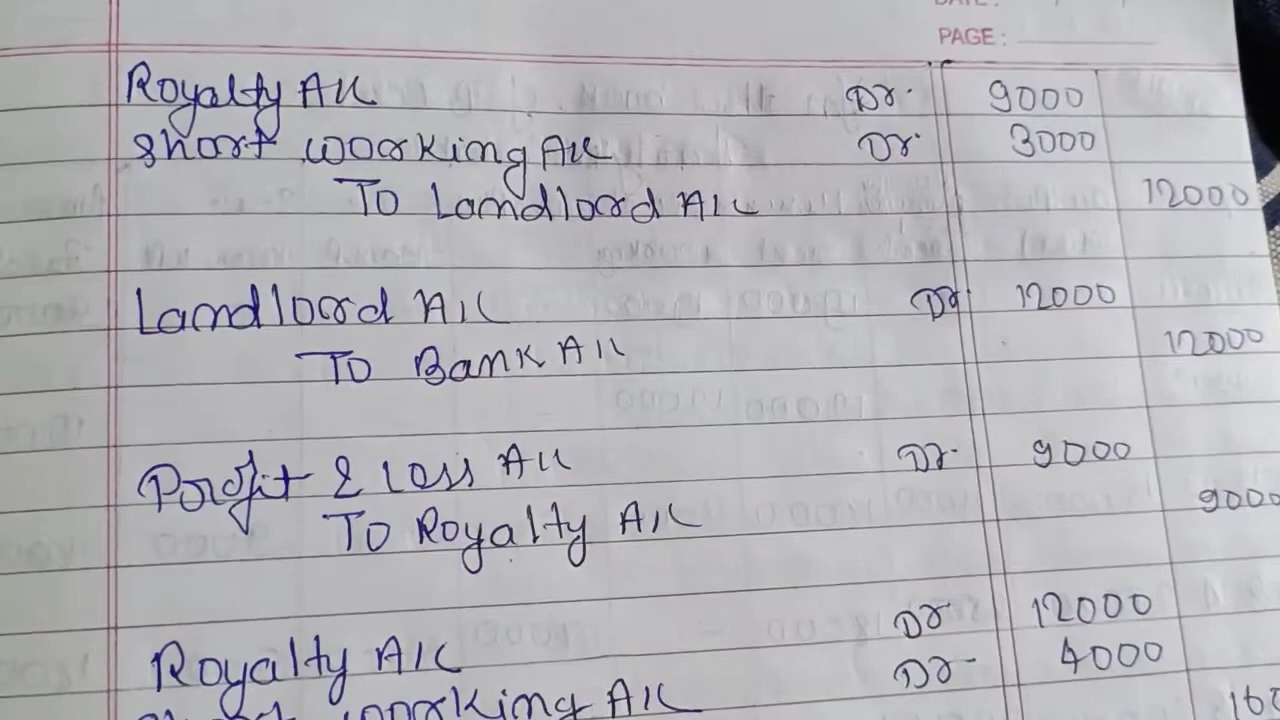 PAGE:
Royalty A/c Dr. 9000
Short working A/c Dr 3000
To Landlord A/c 12000
Landlord A/c Dr 12000
To Bank A/c 12000
Profit & Loss A/c Dr. 9000
To Royalty A/c 9000
Royalty A/c Dr 12000
working A/c Dr 4000